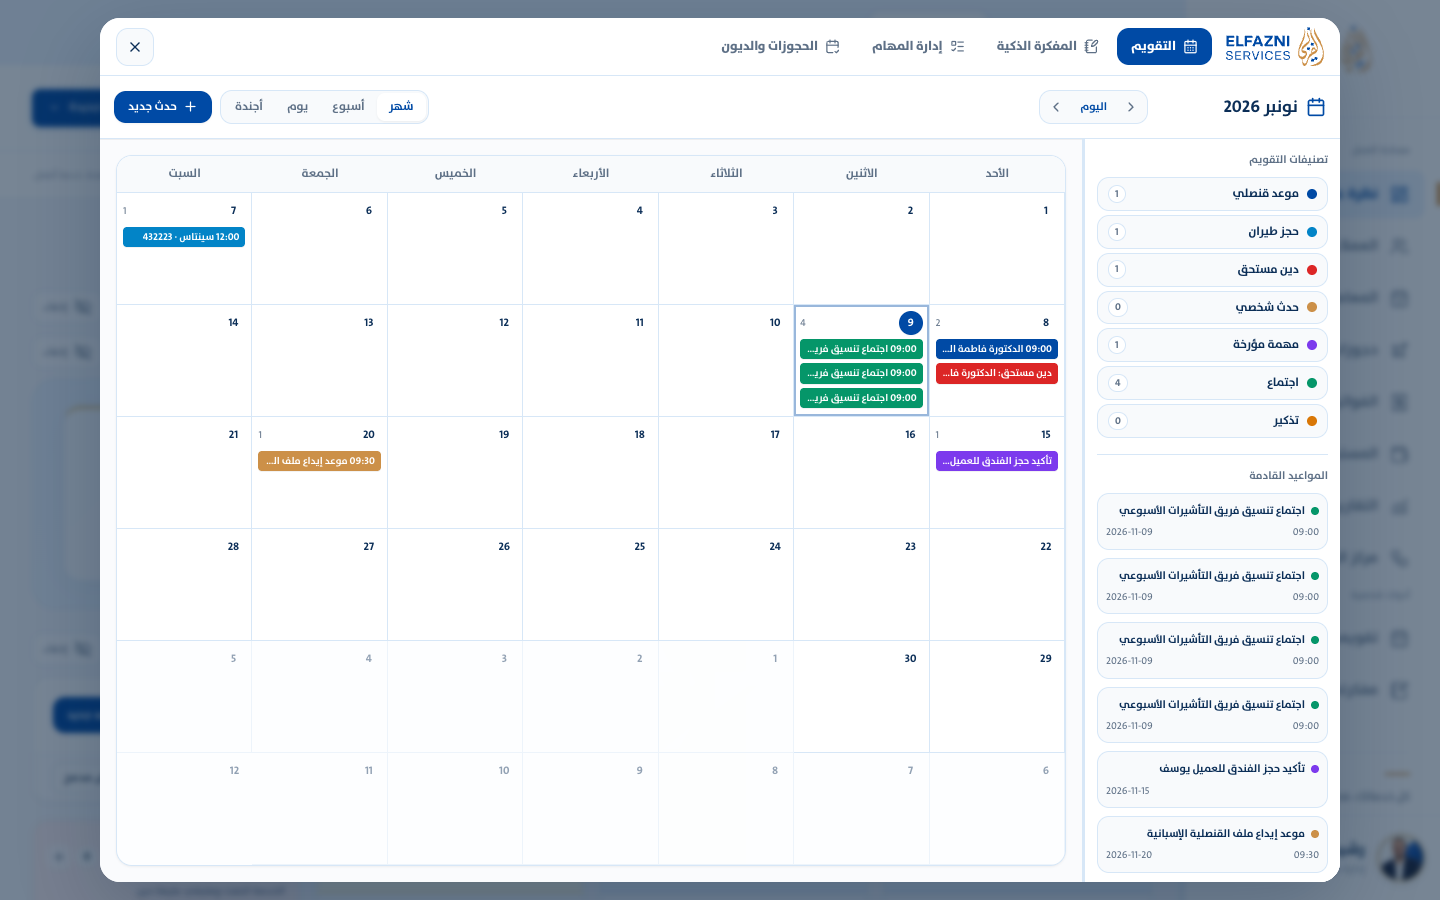 ELFAZNI
SERVICES
التقويم
المفكرة الذكية
إدارة المهام
الحجوزات والديون
نونبر 2026
اليوم
شهر
أسبوع
يوم
أجندة
حدث جديد
تصنيفات التقويم
موعد قنصلي 1
حجز طيران 1
دين مستحق 1
حدث شخصي 0
مهمة مؤرخة 1
اجتماع 4
تذكير 0
المواعيد القادمة
اجتماع تنسيق فريق التأشيرات الأسبوعي
09:00 2026-11-09
اجتماع تنسيق فريق التأشيرات الأسبوعي
09:00 2026-11-09
اجتماع تنسيق فريق التأشيرات الأسبوعي
09:00 2026-11-09
اجتماع تنسيق فريق التأشيرات الأسبوعي
09:00 2026-11-09
تأكيد حجز الفندق للعميل يوسف
2026-11-15
موعد إيداع ملف القنصلية الإسبانية
09:30 2026-11-20
الأحد الاثنين الثلاثاء الأربعاء الخميس الجمعة السبت
1 2 3 4 5 6 7 1
12:00 سينتاس · 432223
8 2 9 4 10 11 12 13 14
09:00 الدكتورة فاطمة الـ...
دين مستحق: الدكتورة فا...
09:00 اجتماع تنسيق فريـ...
09:00 اجتماع تنسيق فريـ...
09:00 اجتماع تنسيق فريـ...
15 1 16 17 18 19 20 1 21
تأكيد حجز الفندق للعميل...
09:30 موعد إيداع ملف الـ...
22 23 24 25 26 27 28
29 30 1 2 3 4 5
6 7 8 9 10 11 12